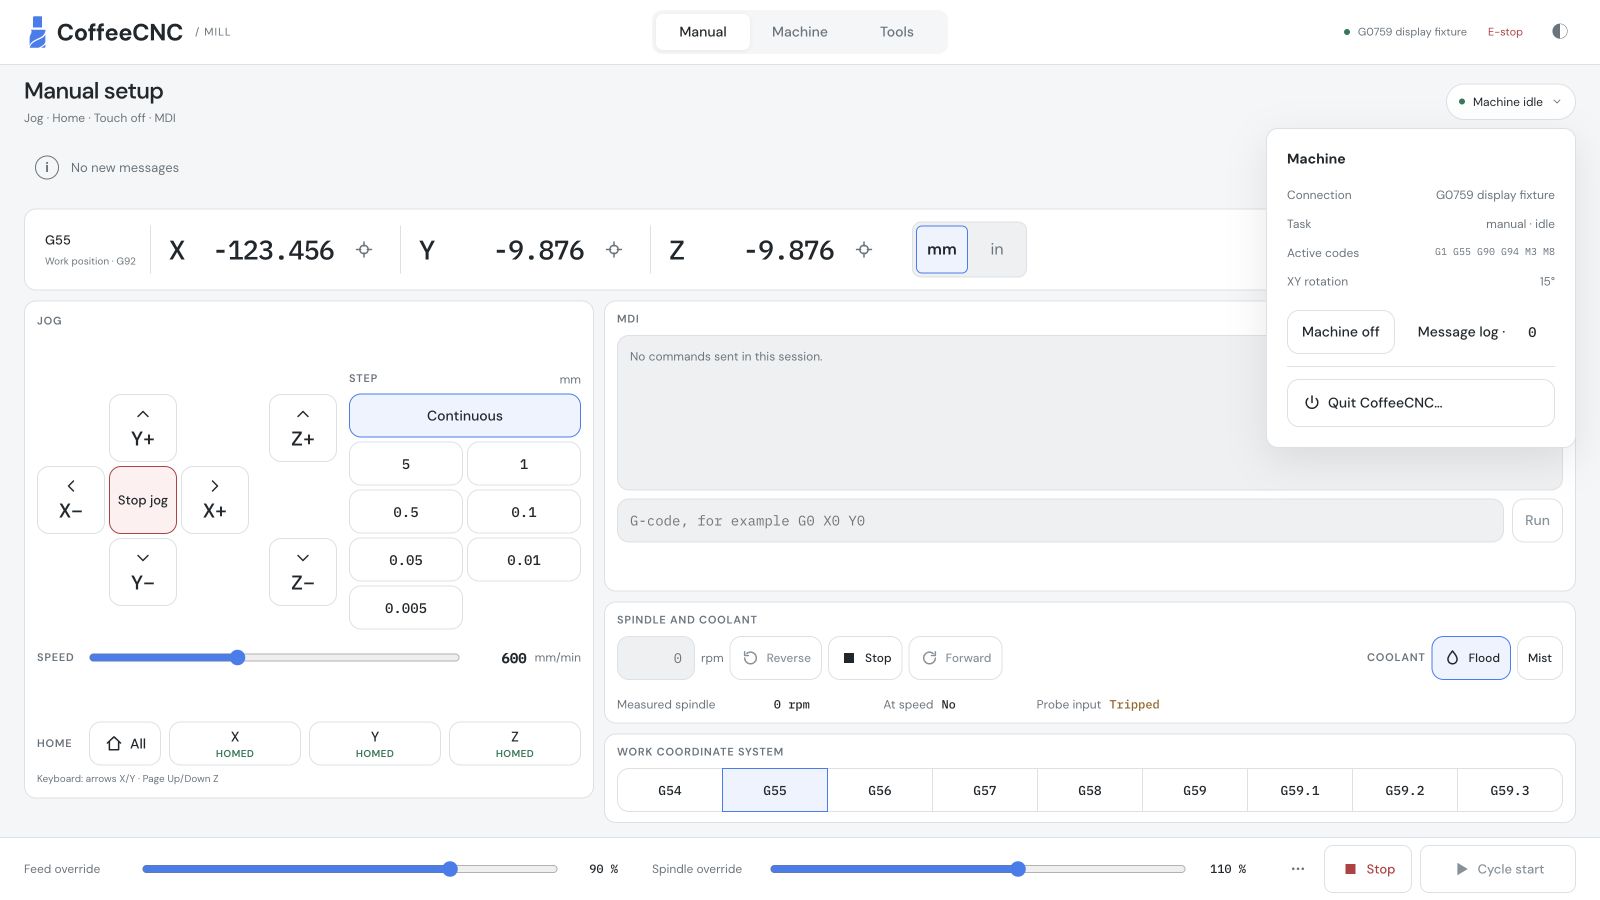 CoffeeCNC / MILL
Manual Machine Tools
G0759 display fixture E-stop
Manual setup
Jog · Home · Touch off · MDI
Machine idle
i No new messages
Machine
Connection G0759 display fixture
Task manual · idle
Active codes G1 G55 G90 G94 M3 M8
XY rotation 15°
Machine off Message log · 0
Quit CoffeeCNC…
G55
Work position · G92
X -123.456
Y -9.876
Z -9.876
mm in
JOG
STEP mm
Continuous
5 1
0.5 0.1
0.05 0.01
0.005
Y+
Z+
X− Stop jog X+
Y−
Z−
SPEED 600 mm/min
HOME All
X HOMED
Y HOMED
Z HOMED
Keyboard: arrows X/Y · Page Up/Down Z
MDI
No commands sent in this session.
G-code, for example G0 X0 Y0 Run
SPINDLE AND COOLANT
0 rpm Reverse Stop Forward COOLANT Flood Mist
Measured spindle 0 rpm At speed No Probe input Tripped
WORK COORDINATE SYSTEM
G54 G55 G56 G57 G58 G59 G59.1 G59.2 G59.3
Feed override 90 % Spindle override 110 % ··· Stop Cycle start